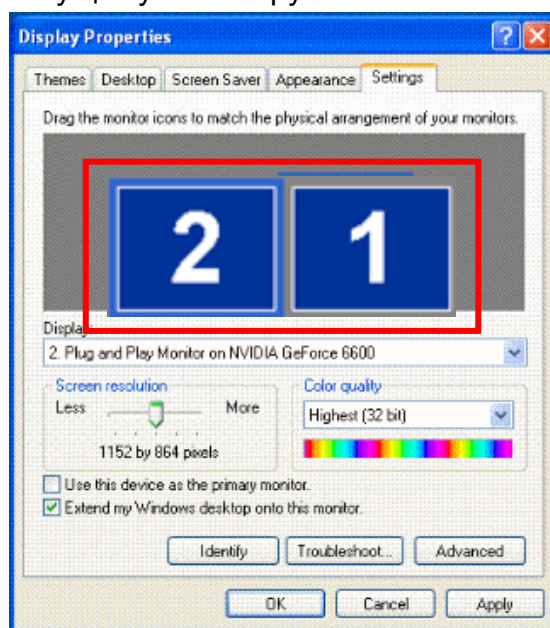 Display Properties
Themes Desktop Screen Saver Appearance Settings
Drag the monitor icons to match the physical arrangement of your monitors.
2 1
Display:
2. Plug and Play Monitor on NVIDIA GeForce 6600
Screen resolution Color quality
Less More Highest (32 bit)
1152 by 864 pixels
Use this device as the primary monitor.
Extend my Windows desktop onto this monitor.
Identify Troubleshoot... Advanced
OK Cancel Apply